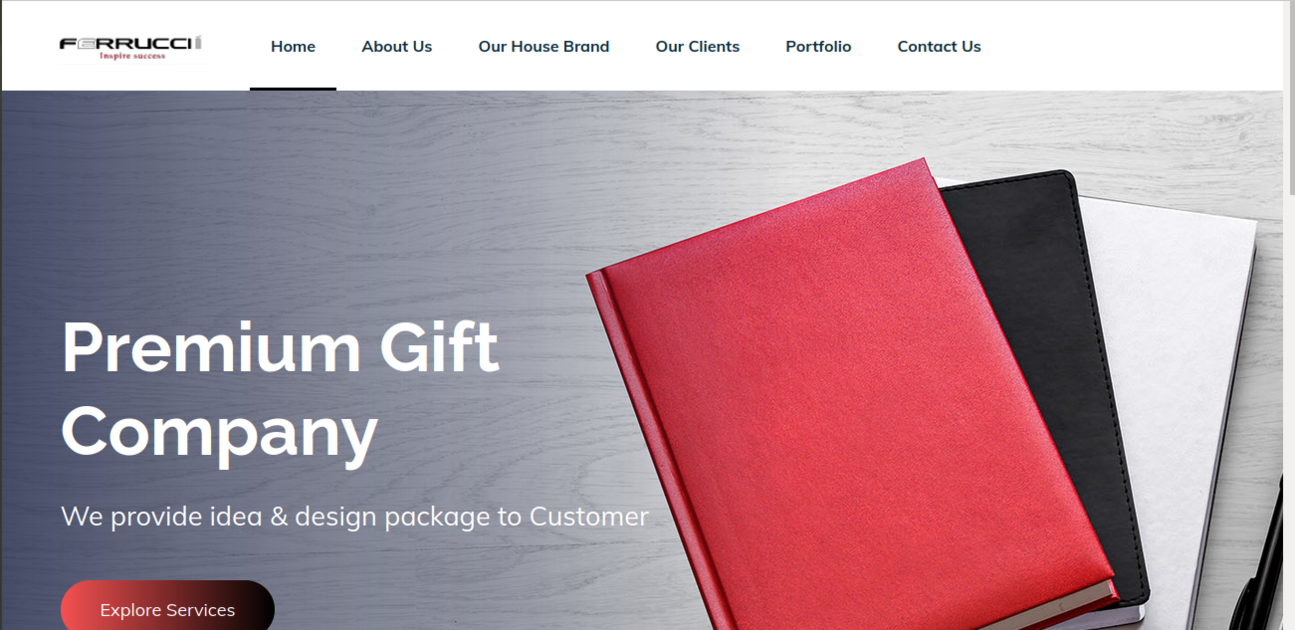 FERRUCCI
Inspire success
Home
About Us
Our House Brand
Our Clients
Portfolio
Contact Us
Premium Gift
Company
We provide idea & design package to Customer
Explore Services